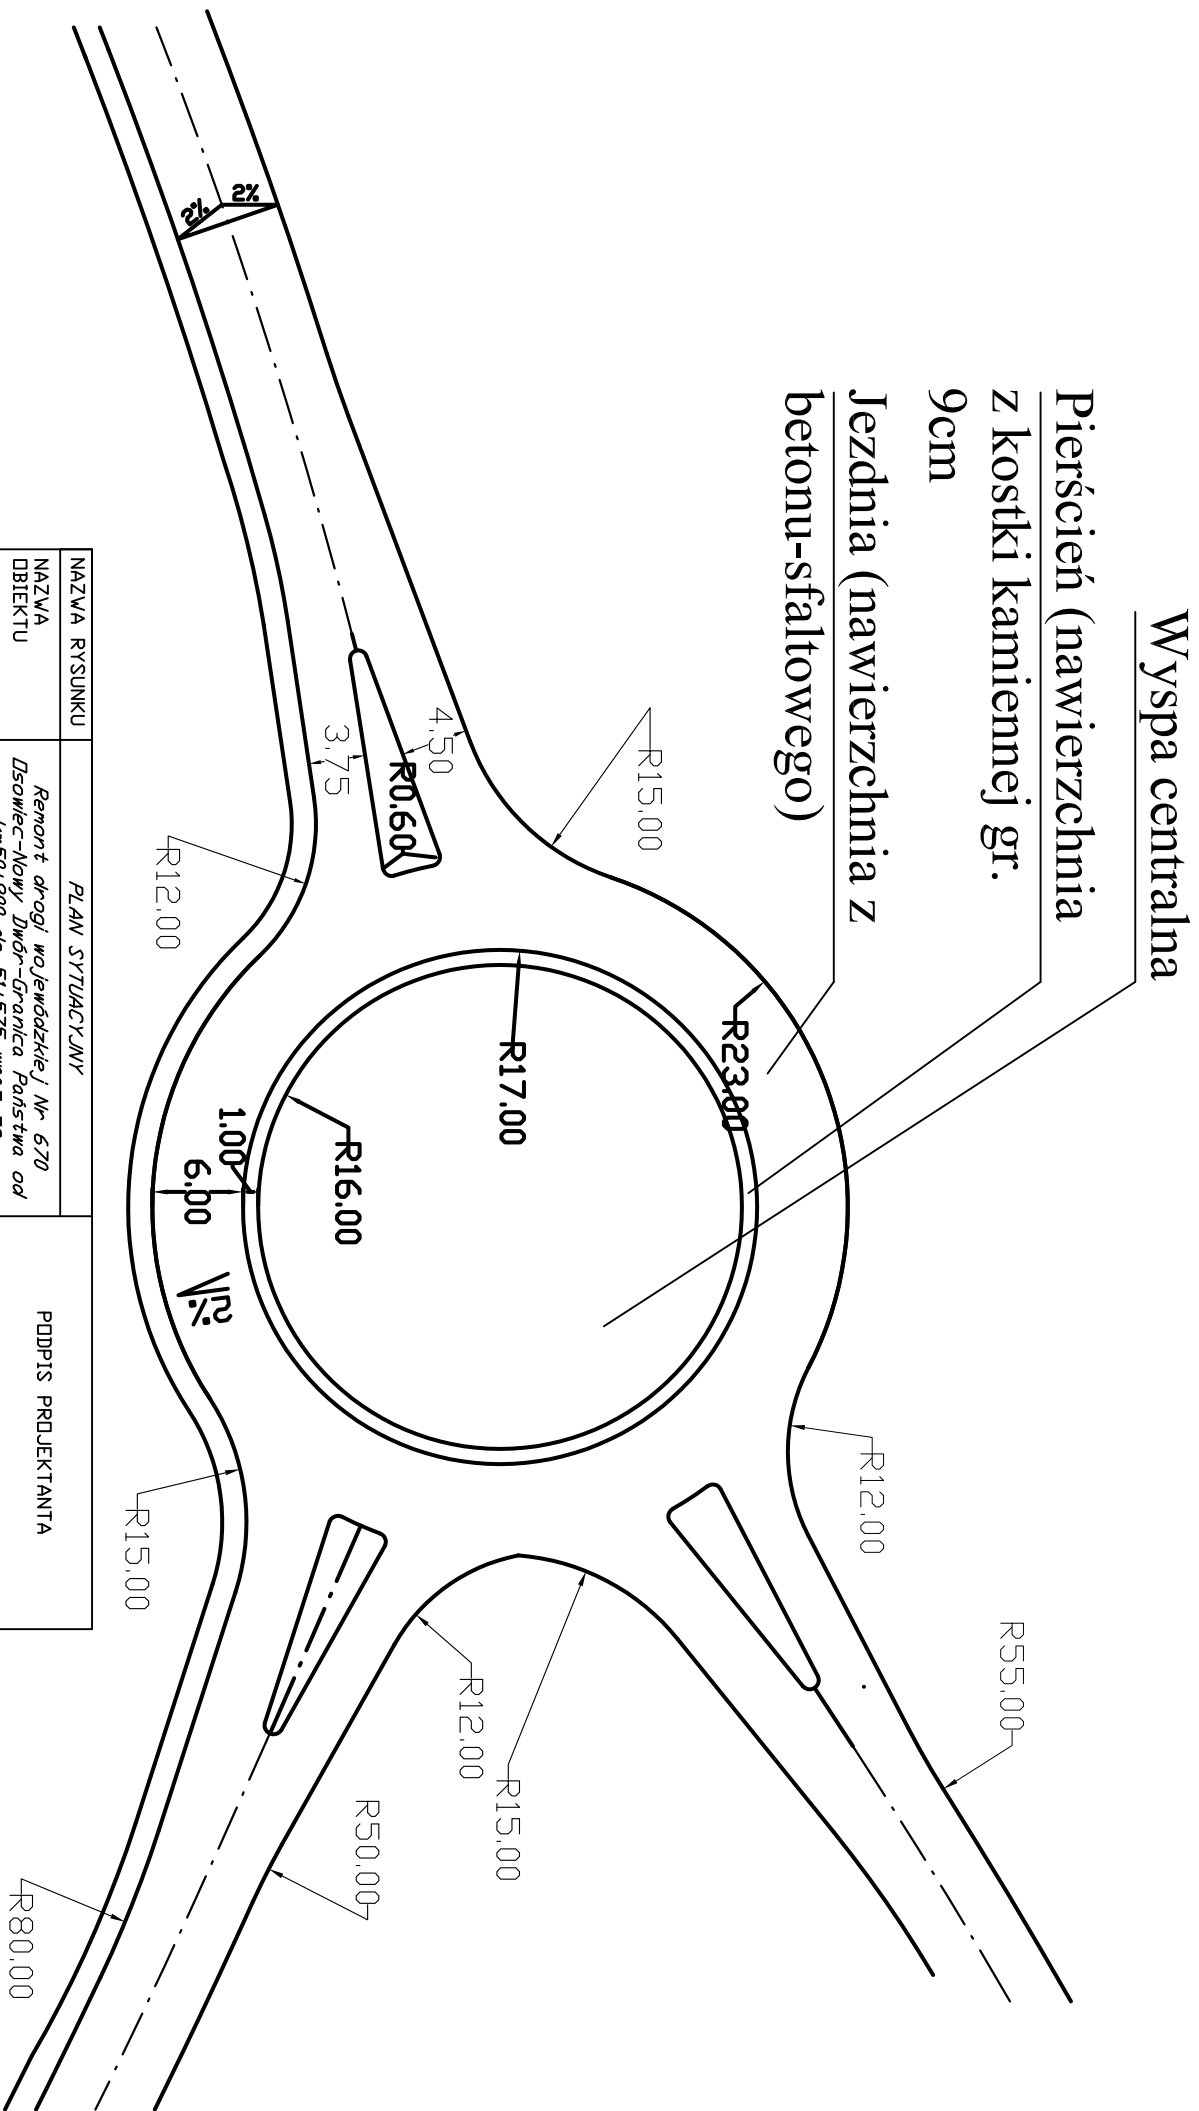 Wyspa centralna
Pierścień (nawierzchnia
z kostki kamiennej gr.
9cm
Jezdnia (nawierzchnia z
betonu-sfaltowego)
R15.00
R23.00
R17.00
R16.00
1.00
6.00
2%
2%
2%
4.50
3.75
R0.60
R12.00
R15.00
R12.00
R55.00
R15.00
R12.00
R50.00
R80.00
NAZWA RYSUNKU
PLAN SYTUACYJNY
PODPIS PROJEKTANTA
NAZWA
OBIEKTU
Remont drogi wojewódzkiej Nr 670
Osowiec-Nowy Dwór-Granica Państwa od